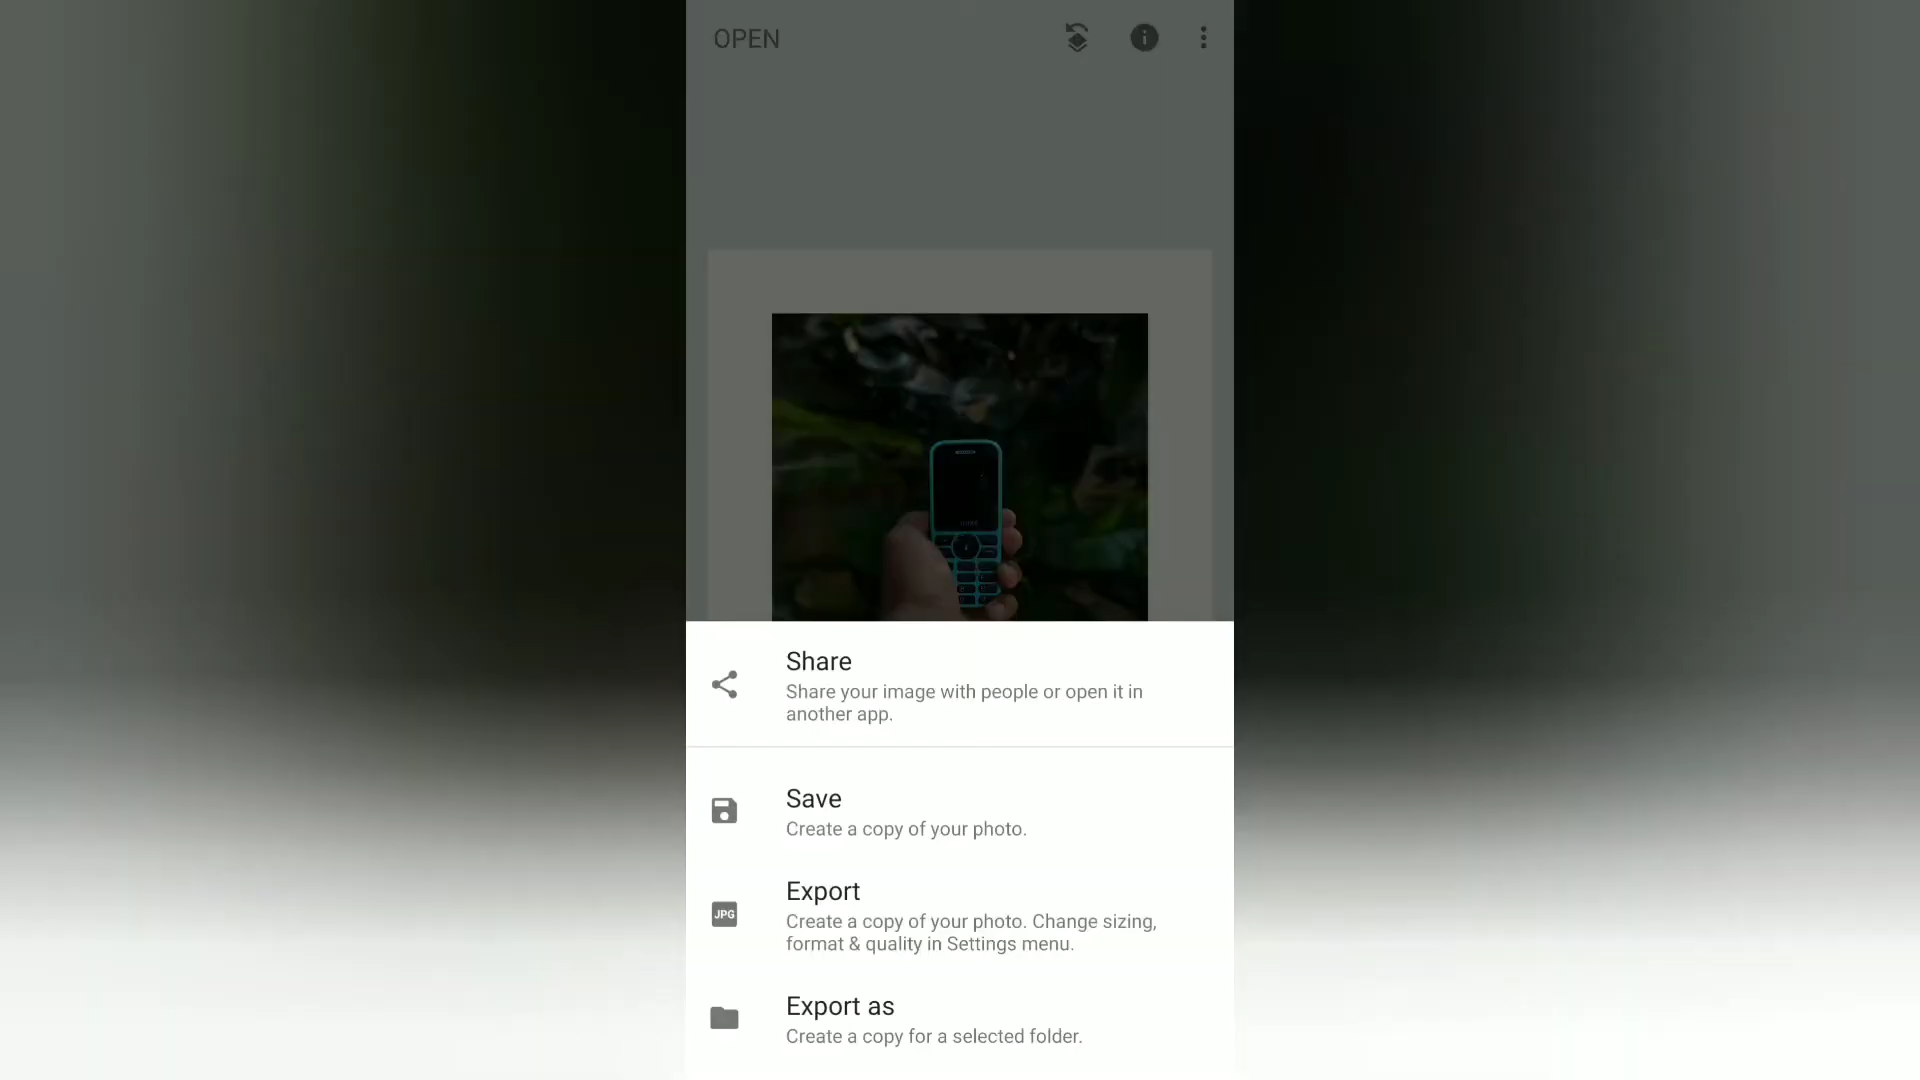 OPEN
Share
Share your image with people or open it in
another app.
Save
Create a copy of your photo.
JPG
Export
Create a copy of your photo. Change sizing,
format & quality in Settings menu.
Export as
Create a copy for a selected folder.